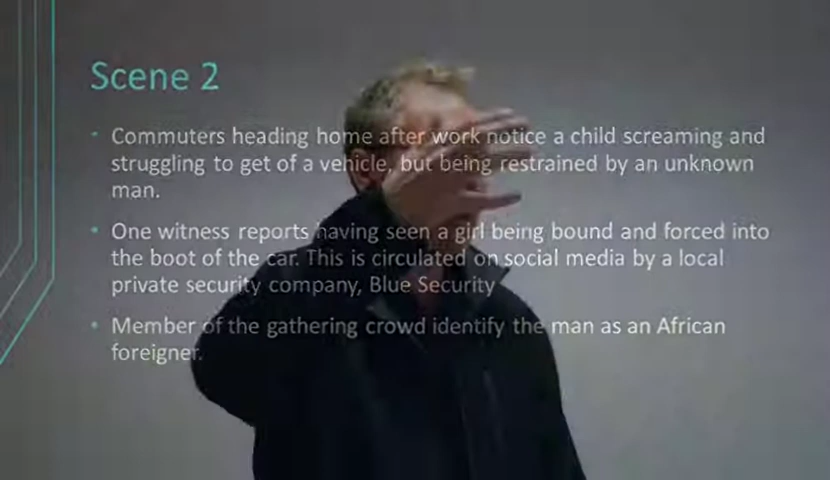 Scene 2
• Commuters heading home after work notice a child screaming and
struggling to get of a vehicle, but being restrained by an unknown
man.
• One witness reports having seen a girl being bound and forced into
the boot of the car. This is circulated on social media by a local
private security company, Blue Security
• Member of the gathering crowd identify the man as an African
foreigner.